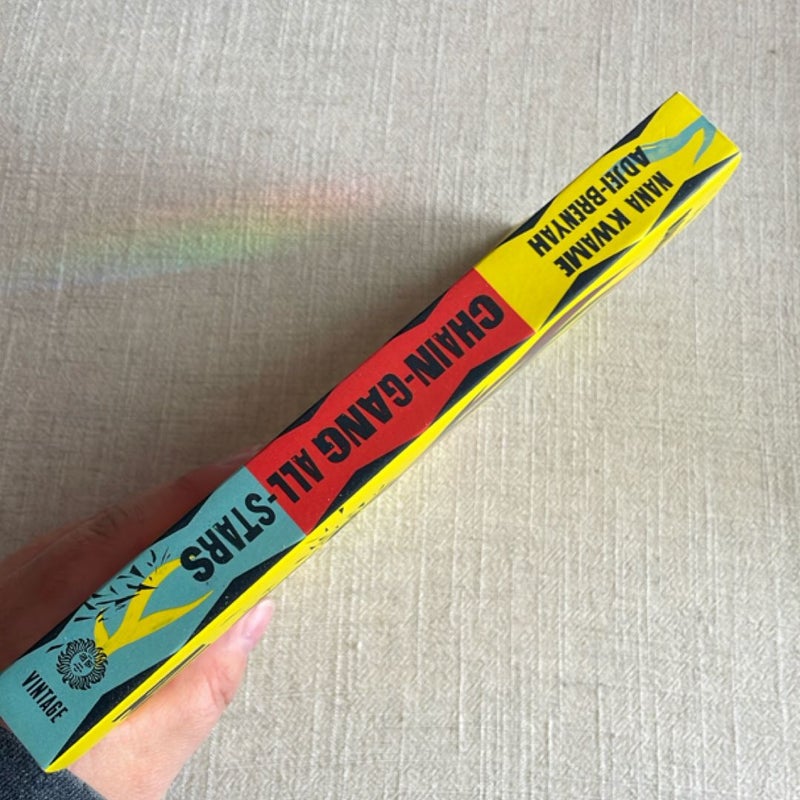 NANA KWAME
ADJEI-BRENYAH
CHAIN-GANG ALL-STARS
VINTAGE